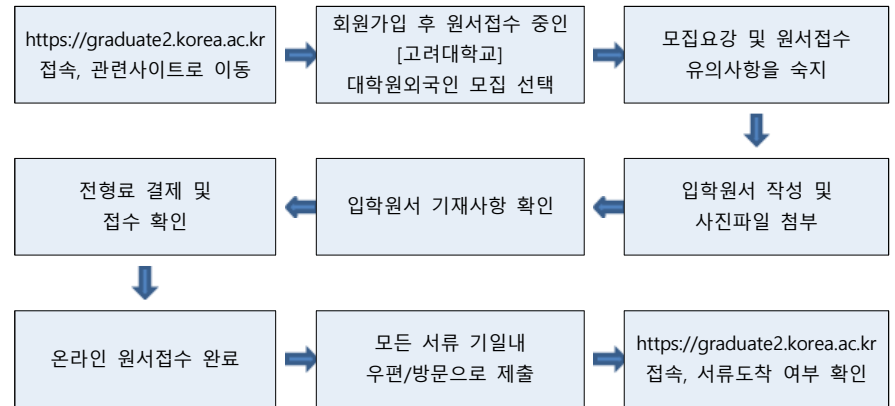 https://graduate2.korea.ac.kr
접속, 관련사이트로 이동
회원가입 후 원서접수 중인
[고려대학교]
대학원외국인 모집 선택
모집요강 및 원서접수
유의사항을 숙지
입학원서 작성 및
사진파일 첨부
입학원서 기재사항 확인
전형료 결제 및
접수 확인
온라인 원서접수 완료
모든 서류 기일내
우편/방문으로 제출
https://graduate2.korea.ac.kr
접속, 서류도착 여부 확인